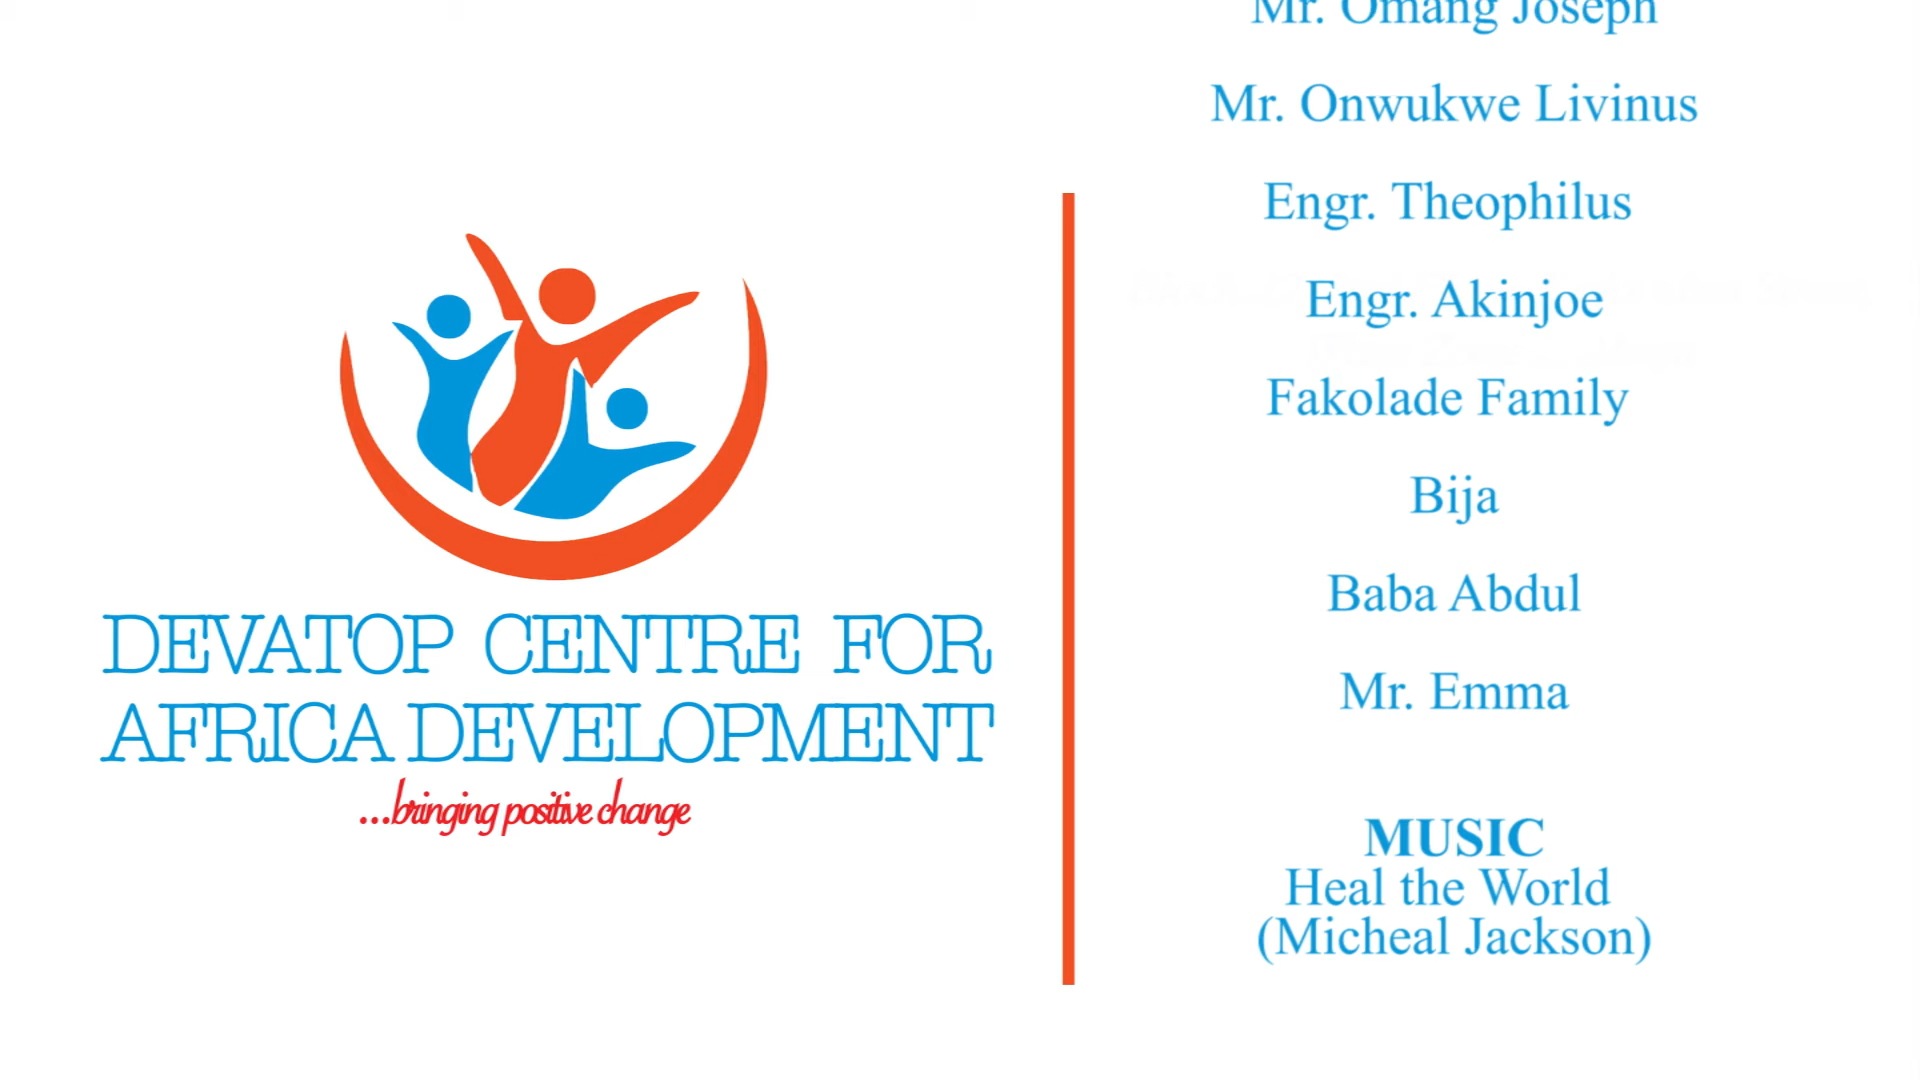 DEVATOP CENTRE FOR
AFRICA DEVELOPMENT
...bringing positive change
Mr. Omang Joseph
Mr. Onwukwe Livinus
Engr. Theophilus
Engr. Akinjoe
Fakolade Family
Bija
Baba Abdul
Mr. Emma
MUSIC
Heal the World
(Micheal Jackson)